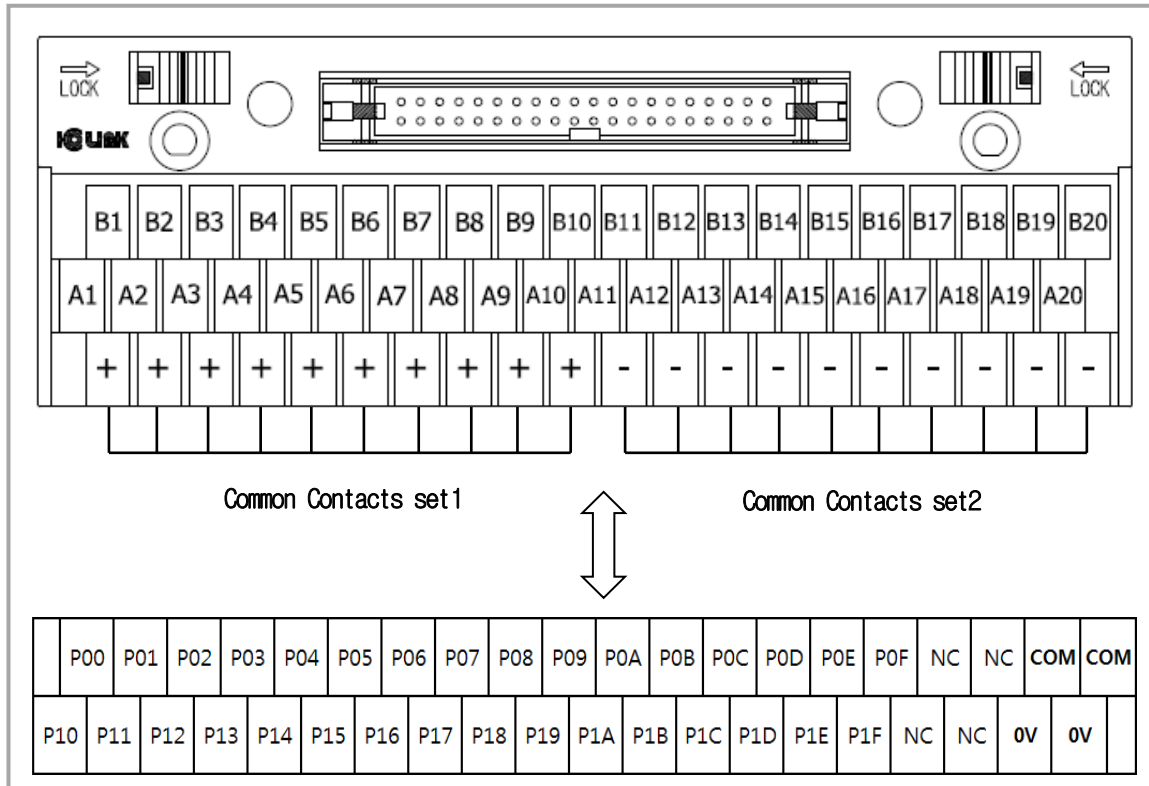 LOCK LOCK
B1 B2 B3 B4 B5 B6 B7 B8 B9 B10 B11 B12 B13 B14 B15 B16 B17 B18 B19 B20
A1 A2 A3 A4 A5 A6 A7 A8 A9 A10 A11 A12 A13 A14 A15 A16 A17 A18 A19 A20
+ + + + + + + + + + - - - - - - - - - -
Common Contacts set1 Common Contacts set2
P00 P01 P02 P03 P04 P05 P06 P07 P08 P09 P0A P0B P0C P0D P0E P0F NC NC COM COM
P10 P11 P12 P13 P14 P15 P16 P17 P18 P19 P1A P1B P1C P1D P1E P1F NC NC 0V 0V